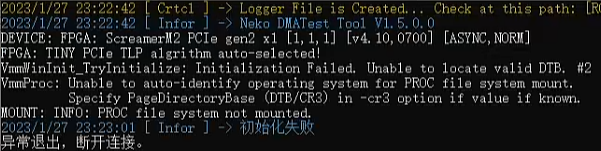 2023/1/27 23:22:42 [ Crtcl ] -> Logger File is Created... Check at this path: [RO
2023/1/27 23:22:42 [ Infor ] -> Neko DMATest Tool V1.5.0.0
DEVICE: FPGA: ScreamerM2 PCIe gen2 x1 [1,1,1] [v4.10,0700] [ASYNC,NORM]
FPGA: TINY PCIe TLP algrithm auto-selected!
VmmWinInit_TryInitialize: Initialization Failed. Unable to locate valid DTB. #2
VmmProc: Unable to auto-identify operating system for PROC file system mount.
Specify PageDirectoryBase (DTB/CR3) in -cr3 option if value if known.
MOUNT: INFO: PROC file system not mounted.
2023/1/27 23:23:01 [ Infor ] -> 初始化失败
异常退出，断开连接。